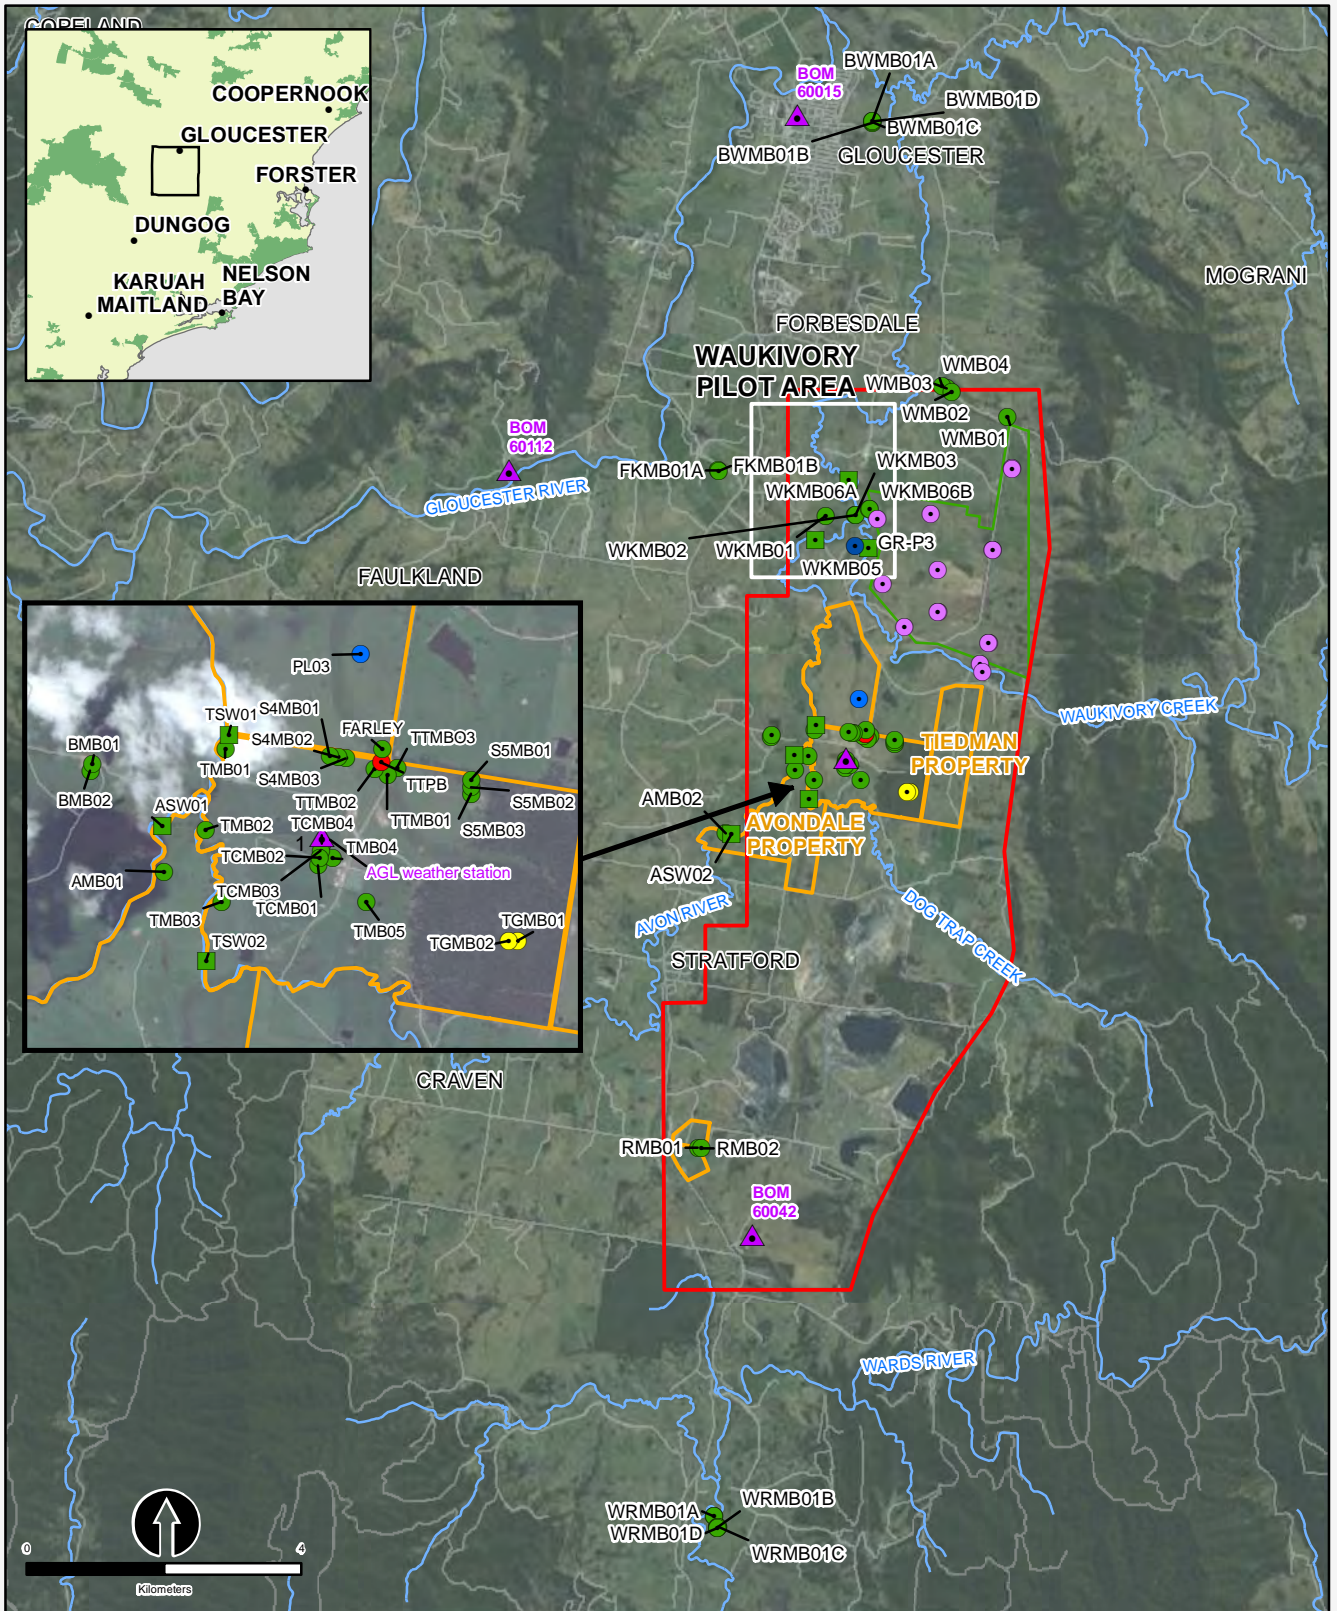 COPELAND
COOPERNOOK
GLOUCESTER
FORSTER
DUNGOG
KARUAH
MAITLAND
NELSON
BAY
BOM
60015
BWMB01A
BWMB01D
BWMB01C
BWMB01B
GLOUCESTER
MOGRANI
FORBESDALE
WAUKIVORY
PILOT AREA
WMB04
WMB03
WMB02
WMB01
BOM
60112
GLOUCESTER RIVER
FKMB01A
FKMB01B
WKMB03
WKMB06A
WKMB06B
WKMB02
WKMB01
GR-P3
WKMB05
FAULKLAND
WAUKIVORY CREEK
TIEDMAN
PROPERTY
AMB02
AVONDALE
PROPERTY
ASW02
AVON RIVER
DOG TRAP CREEK
STRATFORD
PL03
TSW01
S4MB01
FARLEY
TTMBO3
BMB01
S4MB02
S5MB01
TMB01
S4MB03
TTPB
BMB02
TTMB02
S5MB02
ASW01
TTMB01
TMB02
TCMB04
S5MB03
1
TCMB02
TMB04
AGL weather station
AMB01
TCMB03
TCMB01
TMB03
TMB05
TGMB01
TSW02
TGMB02
CRAVEN
RMB01
RMB02
BOM
60042
WARDS RIVER
WRMB01A
WRMB01B
WRMB01D
WRMB01C
0
4
Kilometers